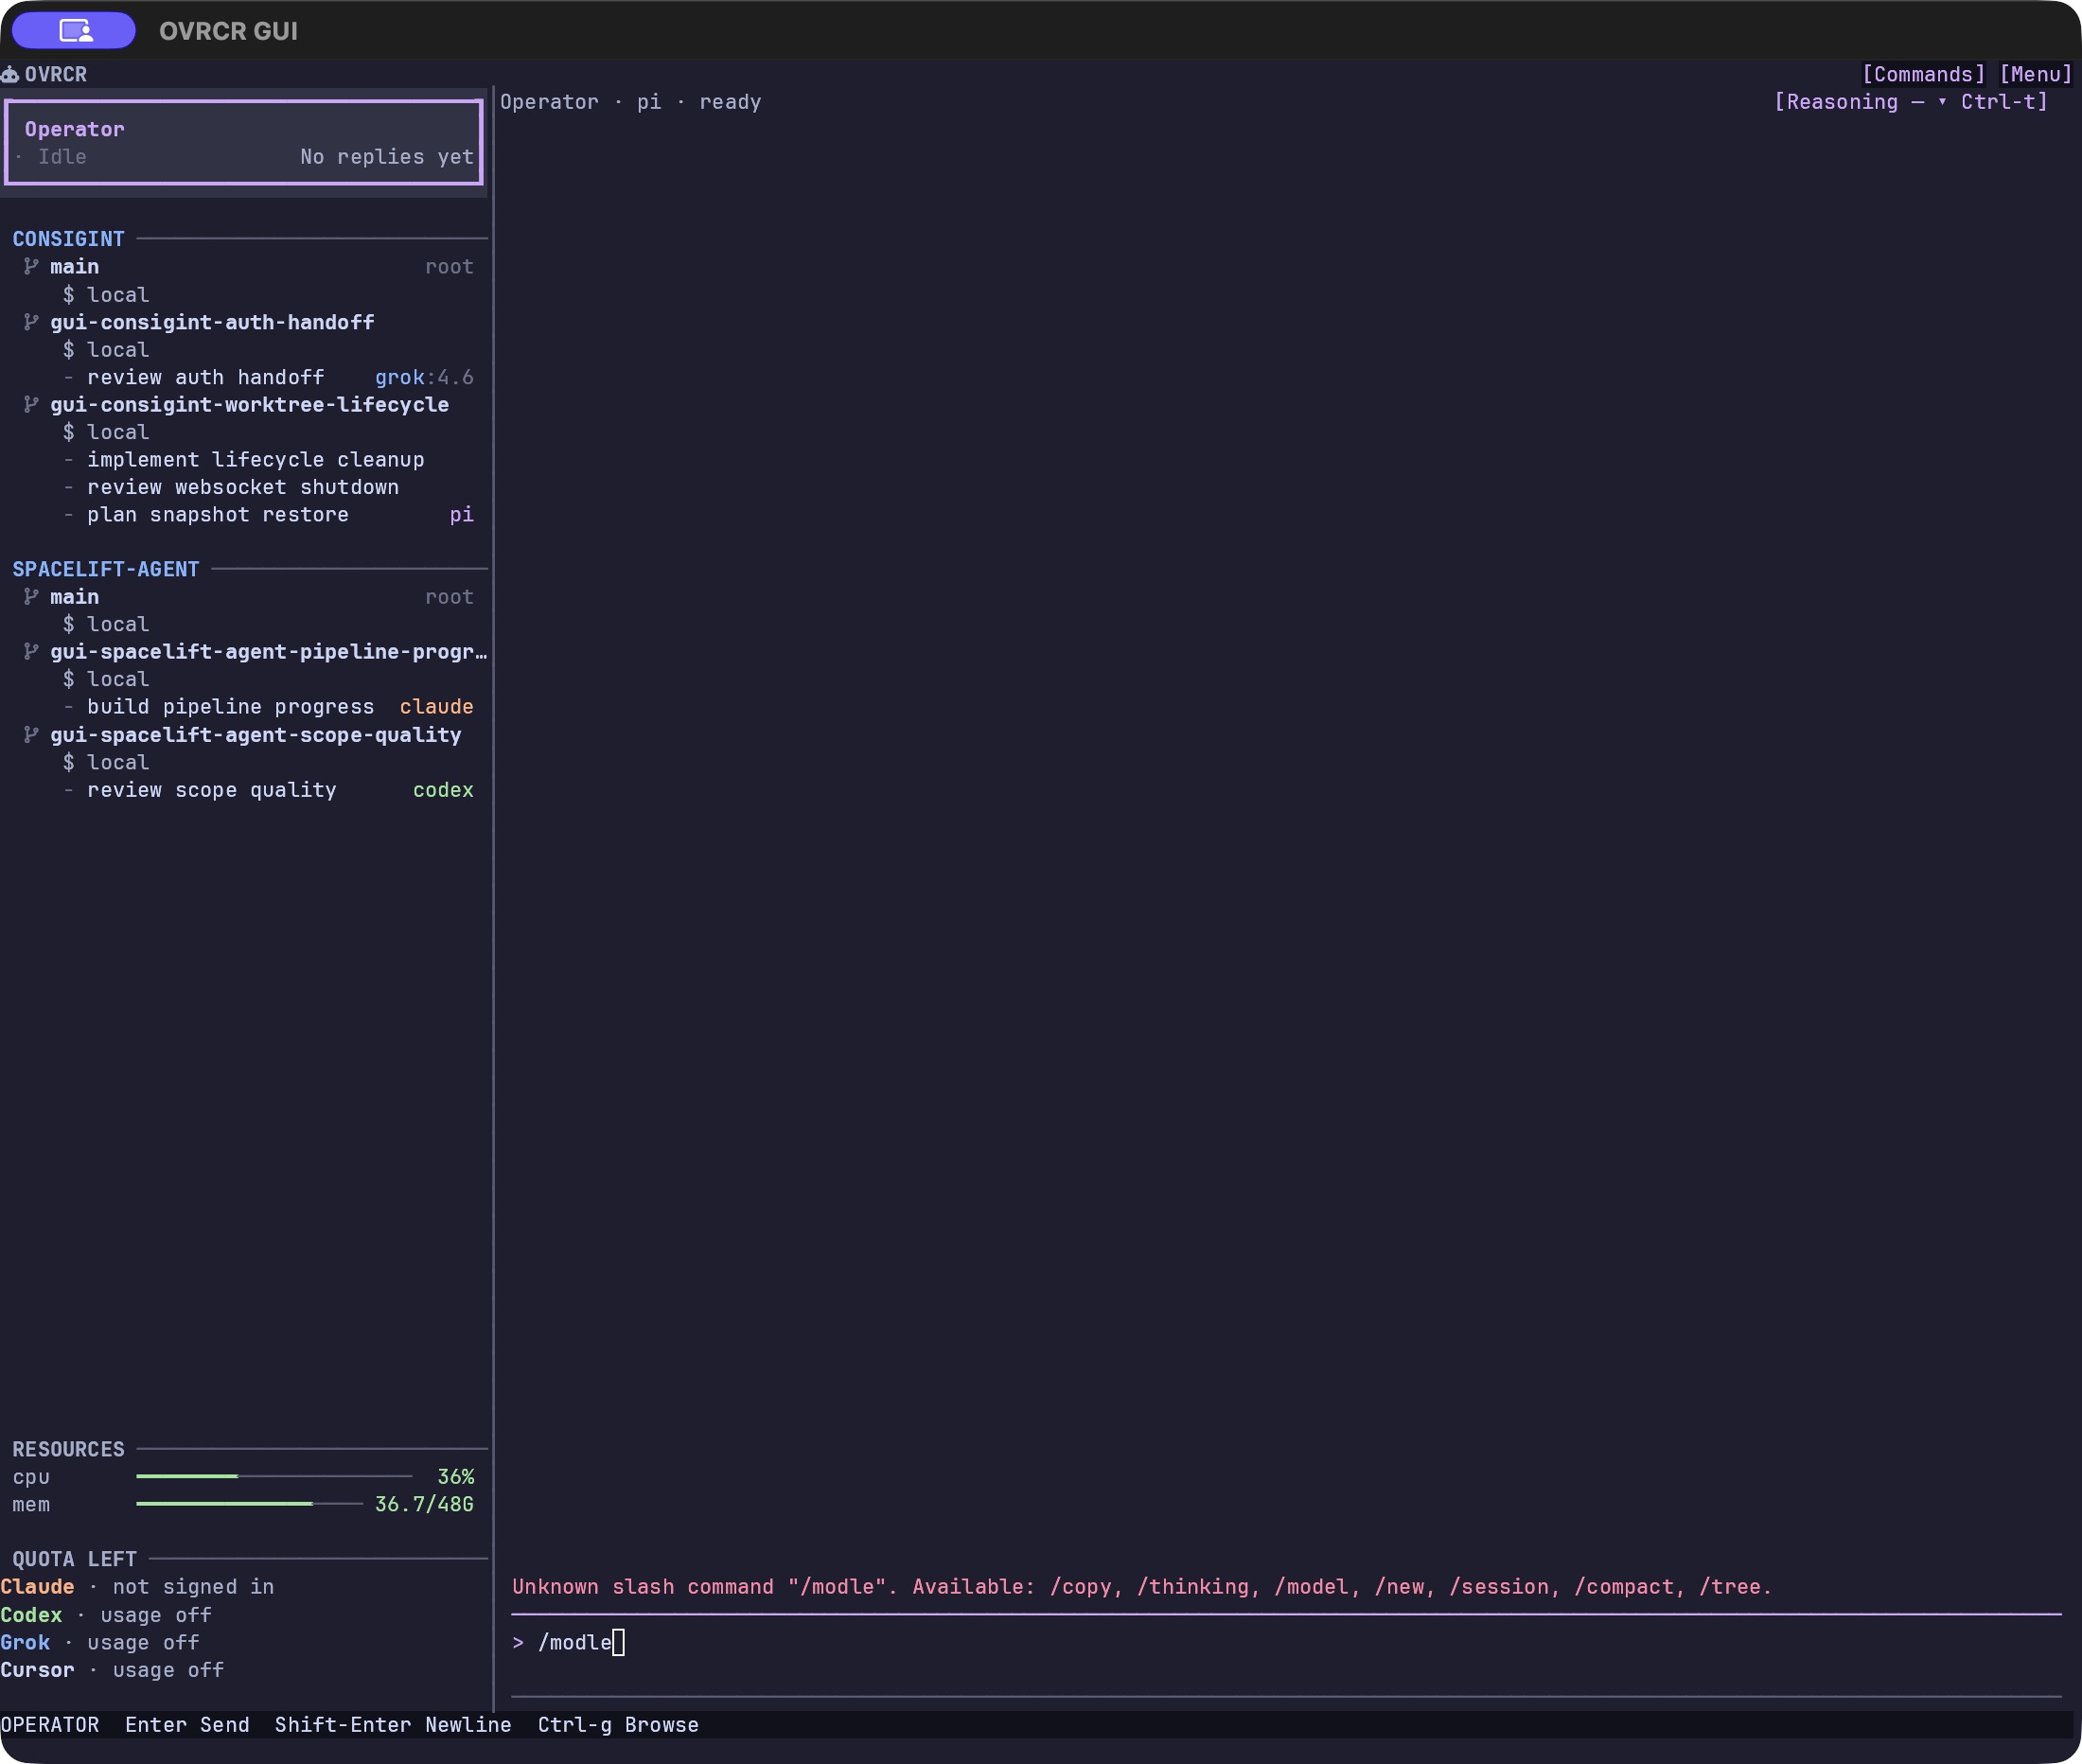 OVRCR GUI
OVRCR [Commands] [Menu]
Operator · pi · ready [Reasoning — ▾ Ctrl-t]
Operator
· Idle No replies yet
CONSIGINT
main root
$ local
gui-consigint-auth-handoff
$ local
- review auth handoff grok:4.6
gui-consigint-worktree-lifecycle
$ local
- implement lifecycle cleanup
- review websocket shutdown
- plan snapshot restore pi
SPACELIFT-AGENT
main root
$ local
gui-spacelift-agent-pipeline-progr…
$ local
- build pipeline progress claude
gui-spacelift-agent-scope-quality
$ local
- review scope quality codex
RESOURCES
cpu 36%
mem 36.7/48G
QUOTA LEFT
Claude · not signed in
Codex · usage off
Grok · usage off
Cursor · usage off
Unknown slash command "/modle". Available: /copy, /thinking, /model, /new, /session, /compact, /tree.
> /modle
OPERATOR Enter Send Shift-Enter Newline Ctrl-g Browse